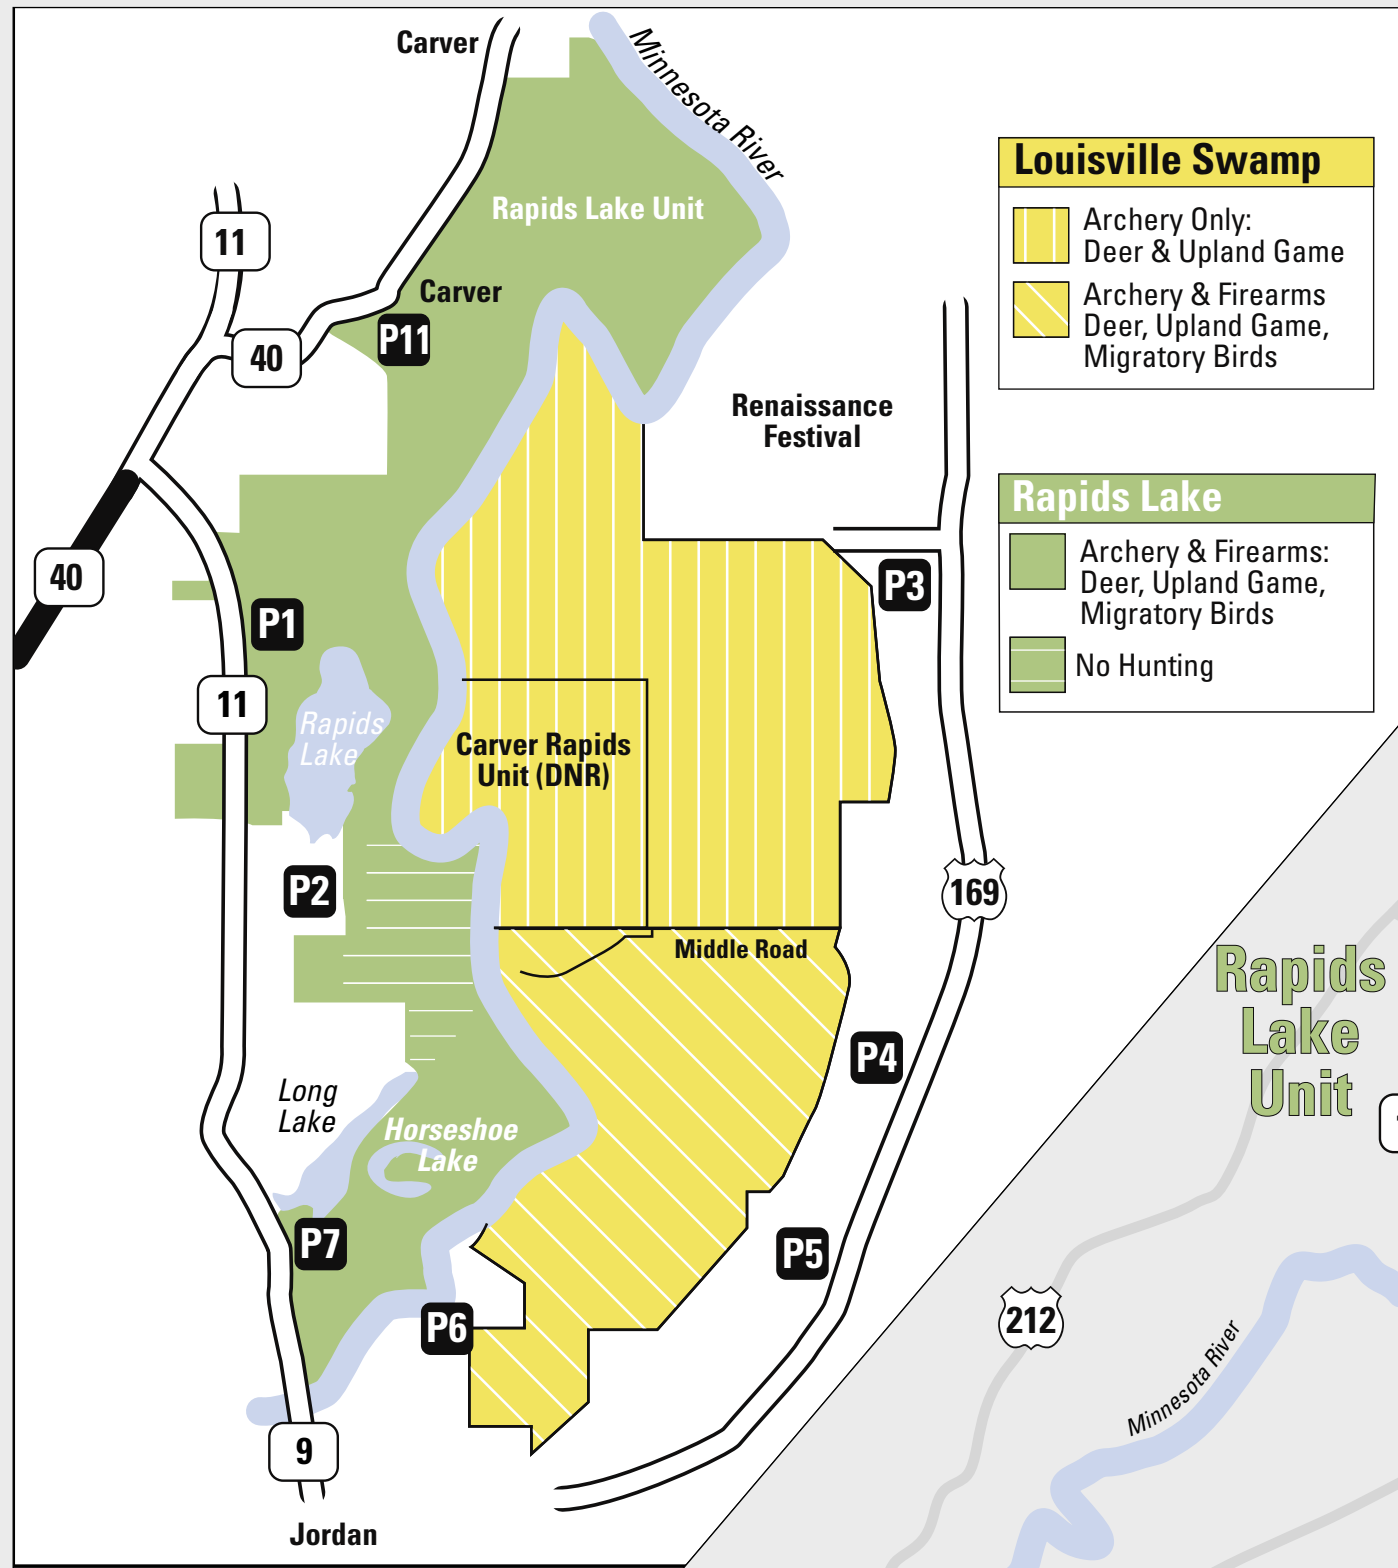 Carver
Minnesota River
Rapids Lake Unit
11
Carver
P11
40
Renaissance
Festival
Louisville Swamp
Archery Only:
Deer & Upland Game
Archery & Firearms
Deer, Upland Game,
Migratory Birds
Rapids Lake
Archery & Firearms:
Deer, Upland Game,
Migratory Birds
No Hunting
40
P1
P3
11
Rapids
Lake
Carver Rapids
Unit (DNR)
P2
169
Middle Road
Rapids
Lake
Unit
P4
Long
Lake
Horseshoe
Lake
P7
P5
P6
212
Minnesota River
9
Jordan